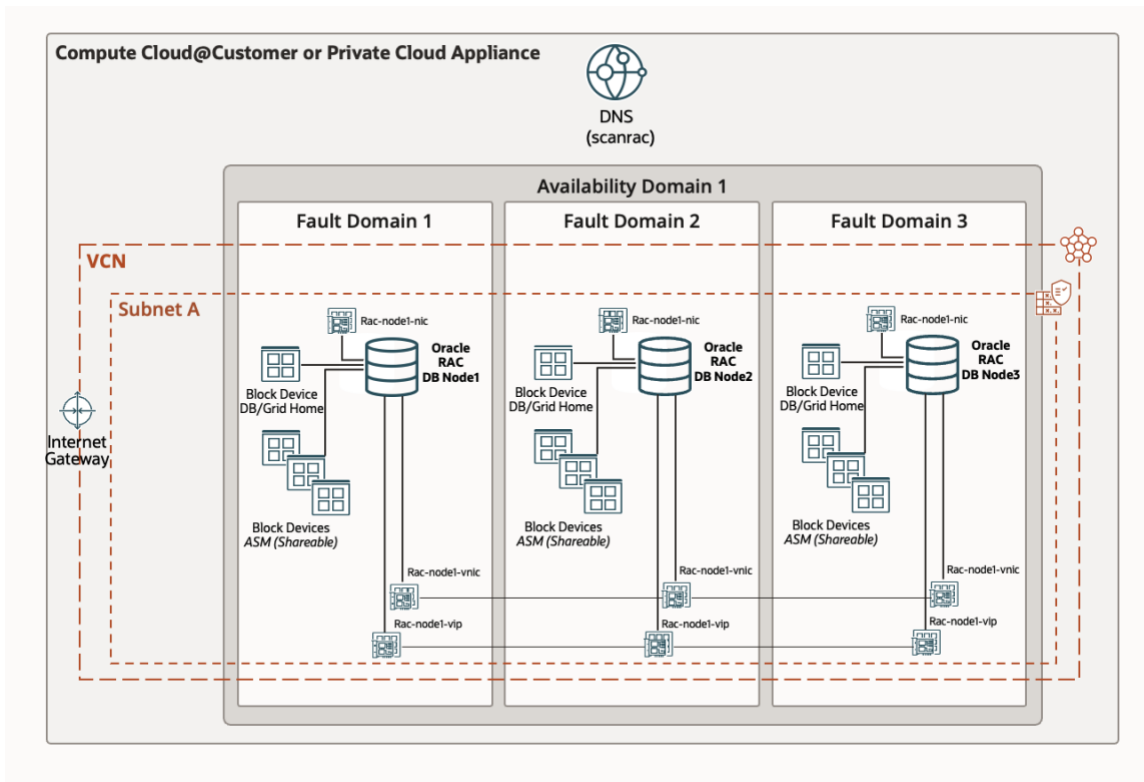 Compute Cloud@Customer or Private Cloud Appliance
DNS
(scanrac)
Availability Domain 1
Fault Domain 1
Fault Domain 2
Fault Domain 3
VCN
Subnet A
Internet
Gateway
Rac-node1-nic
Oracle
RAC
DB Node1
Block Device
DB/Grid Home
Block Devices
ASM (Shareable)
Rac-node1-vnic
Rac-node1-vip
Rac-node1-nic
Oracle
RAC
DB Node2
Block Device
DB/Grid Home
Block Devices
ASM (Shareable)
Rac-node1-vnic
Rac-node1-vip
Rac-node1-nic
Oracle
RAC
DB Node3
Block Device
DB/Grid Home
Block Devices
ASM (Shareable)
Rac-node1-vnic
Rac-node1-vip